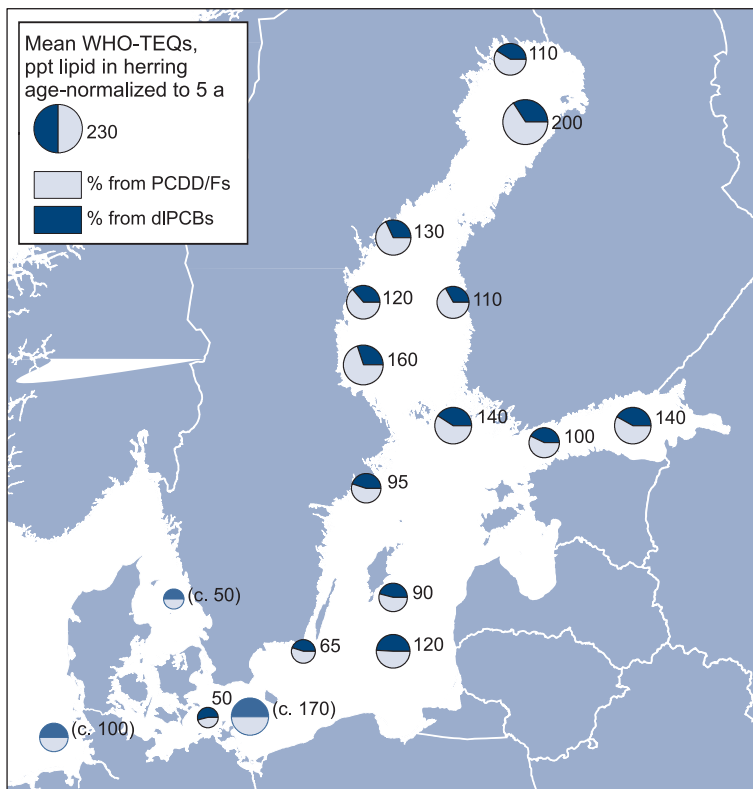 Mean WHO-TEQs,
ppt lipid in herring
age-normalized to 5 a
230
% from PCDD/Fs
% from dlPCBs
110
200
130
120
110
160
140
100
140
95
(c. 50)
90
65
120
50
(c. 170)
(c. 100)